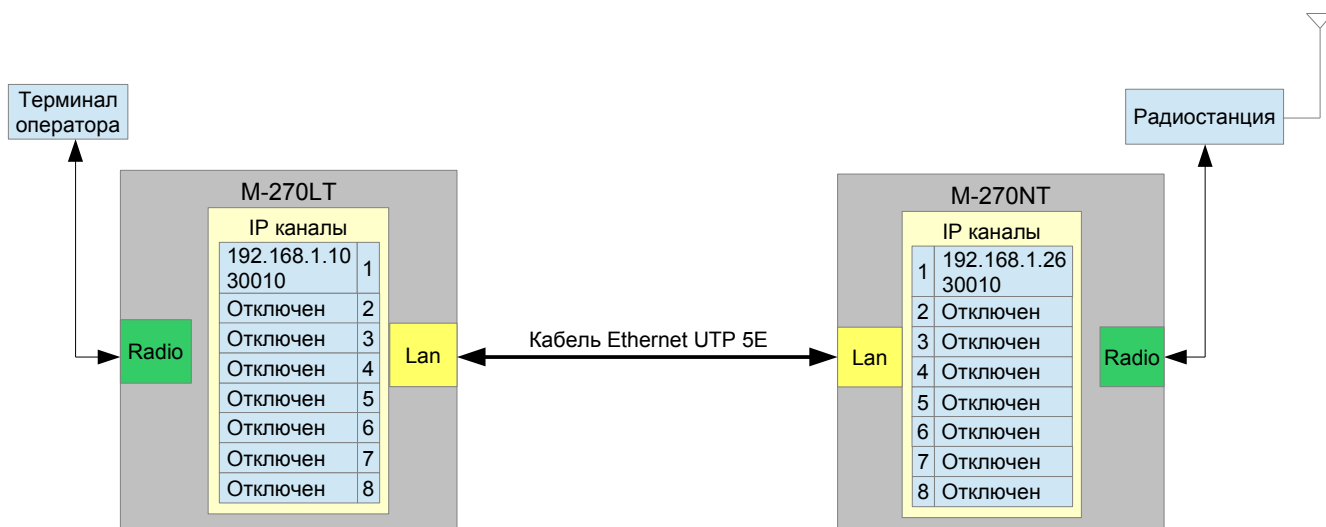 Терминал
оператора
M-270LT
IP каналы
192.168.1.10
30010
1
Отключен 2
Отключен 3
Отключен 4
Отключен 5
Отключен 6
Отключен 7
Отключен 8
Radio
Lan
Кабель Ethernet UTP 5E
Радиостанция
M-270NT
IP каналы
1
192.168.1.26
30010
2 Отключен
3 Отключен
4 Отключен
5 Отключен
6 Отключен
7 Отключен
8 Отключен
Lan
Radio